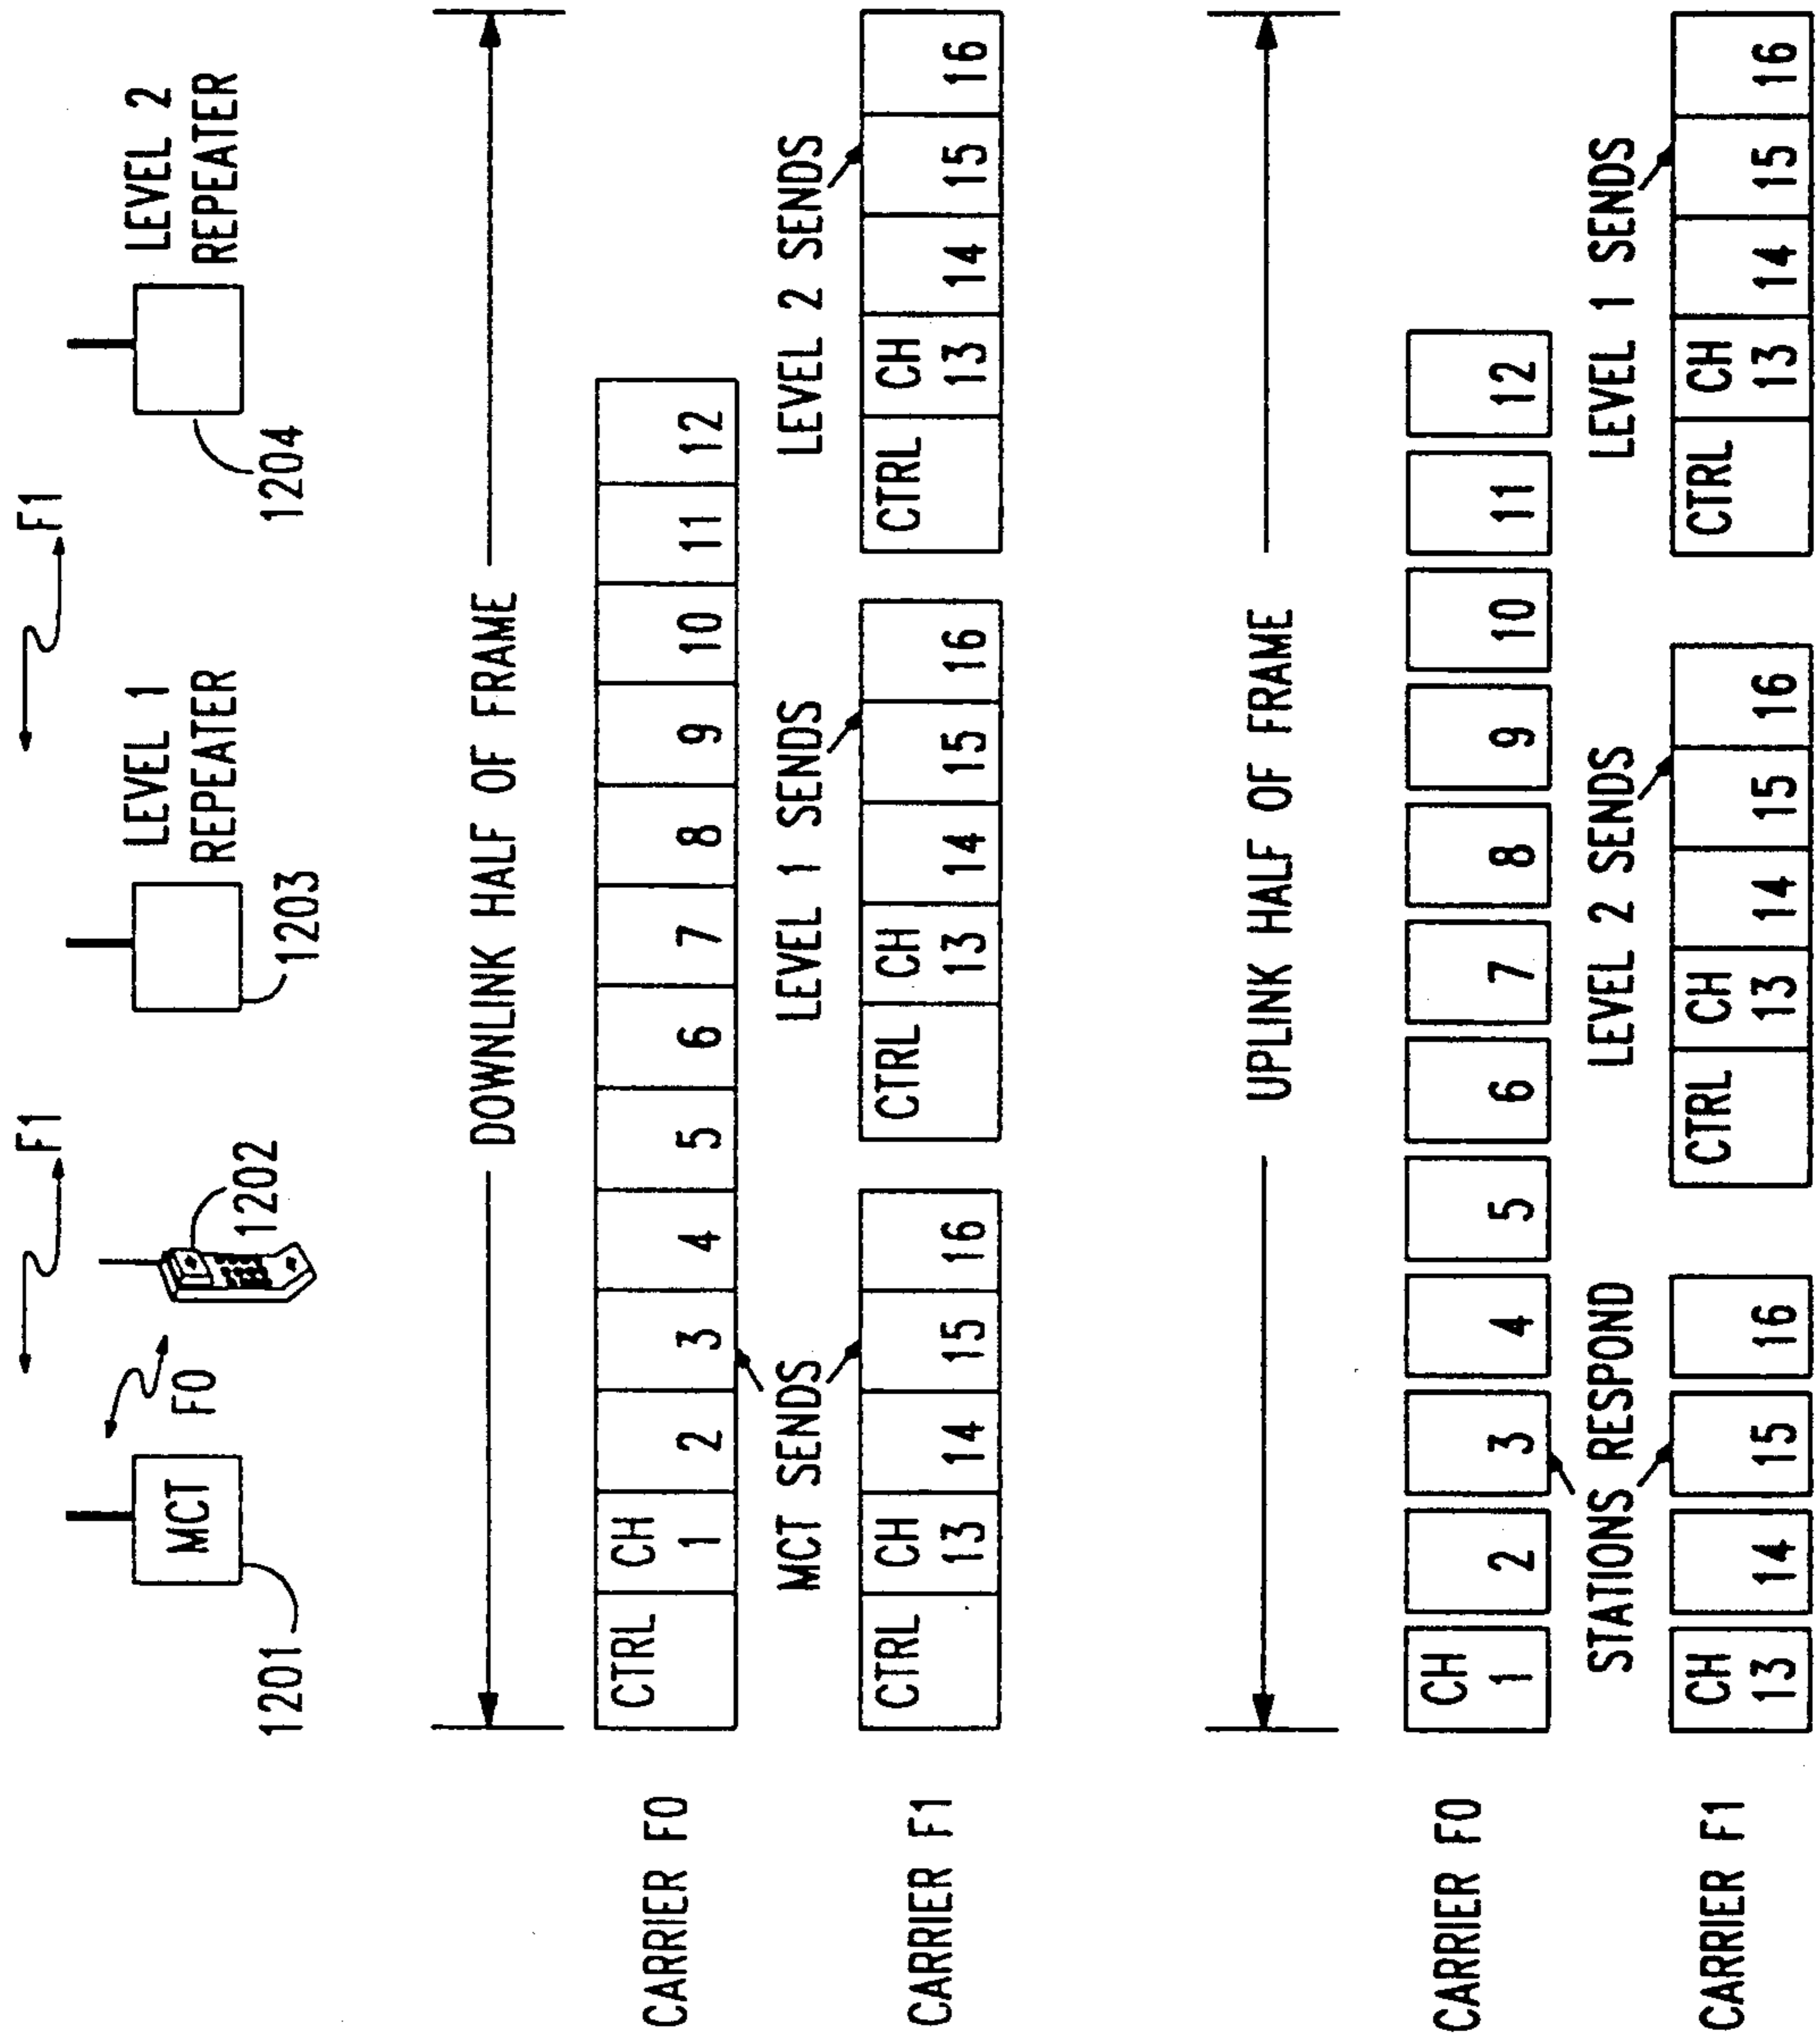 F1
F1
MCT
F0
LEVEL 1
REPEATER
LEVEL 2
REPEATER
1201
1202
1203
1204
DOWNLINK HALF OF FRAME
CARRIER F0
CTRL CH 1 2 3 4 5 6 7 8 9 10 11 12
MCT SENDS
LEVEL 1 SENDS
LEVEL 2 SENDS
CARRIER F1
CTRL CH 13 14 15 16
CTRL CH 13 14 15 16
CTRL CH 13 14 15 16
UPLINK HALF OF FRAME
CARRIER F0
CH 1 2 3 4 5 6 7 8 9 10 11 12
STATIONS RESPOND
LEVEL 2 SENDS
LEVEL 1 SENDS
CARRIER F1
CH 13 14 15 16
CTRL CH 13 14 15 16
CTRL CH 13 14 15 16